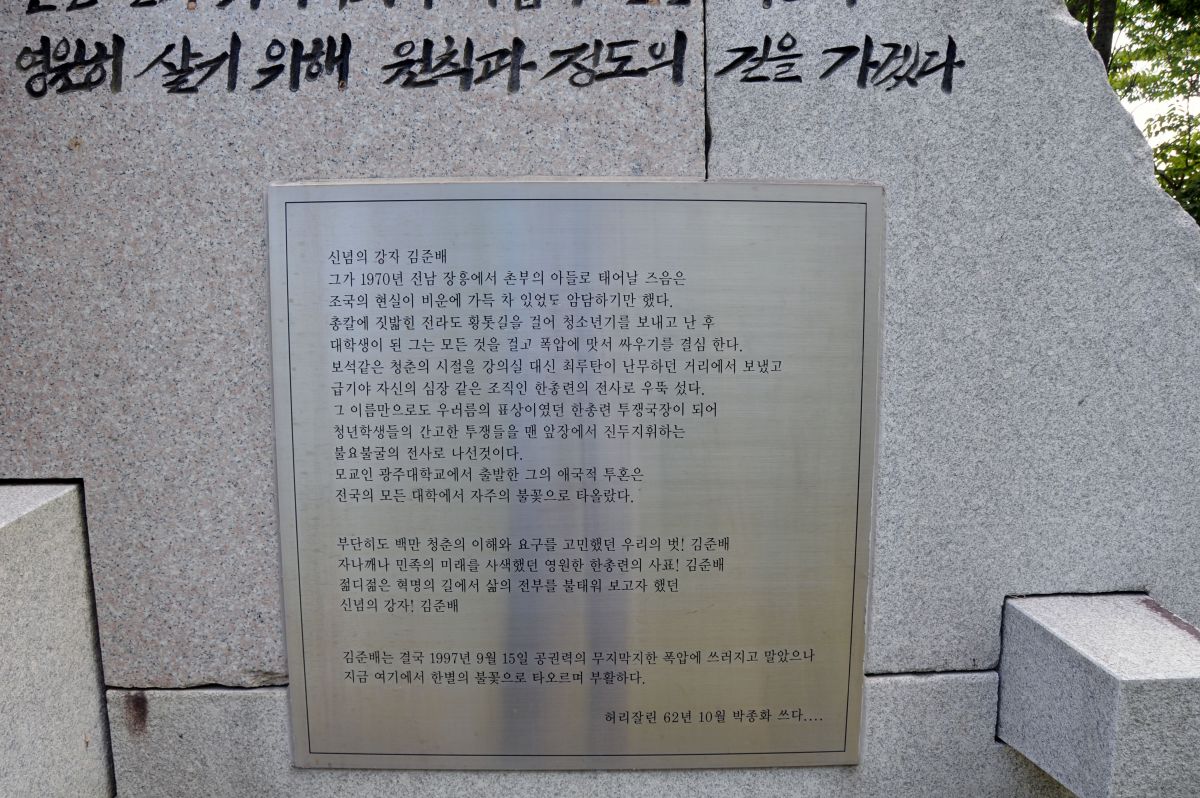 영원히 살기 위해 원칙과 정도의 길을 가겠다
신념의 강자 김준배
그가 1970년 전남 장흥에서 촌부의 아들로 태어날 즈음은
조국의 현실이 비운에 가득 차 있었도 암담하기만 했다.
총칼에 짓밟힌 전라도 황톳길을 걸어 청소년기를 보내고 난 후
대학생이 된 그는 모든 것을 걸고 폭압에 맞서 싸우기를 결심 한다.
보석같은 청춘의 시절을 강의실 대신 최루탄이 난무하던 거리에서 보냈고
급기야 자신의 심장 같은 조직인 한총련의 전사로 우뚝 섰다.
그 이름만으로도 우러름의 표상이였던 한총련 투쟁국장이 되어
청년학생들의 간고한 투쟁들을 맨 앞장에서 진두지휘하는
불요불굴의 전사로 나선것이다.
모교인 광주대학교에서 출발한 그의 애국적 투혼은
전국의 모든 대학에서 자주의 불꽃으로 타올랐다.
부단히도 백만 청춘의 이해와 요구를 고민했던 우리의 벗! 김준배
자나깨나 민족의 미래를 사색했던 영원한 한총련의 사표! 김준배
젊디젊은 혁명의 길에서 삶의 전부를 불태워 보고자 했던
신념의 강자! 김준배
김준배는 결국 1997년 9월 15일 공권력의 무지막지한 폭압에 쓰러지고 말았으나
지금 여기에서 한별의 불꽃으로 타오르며 부활하다.
허리잘린 62년 10월 박종화 쓰다....